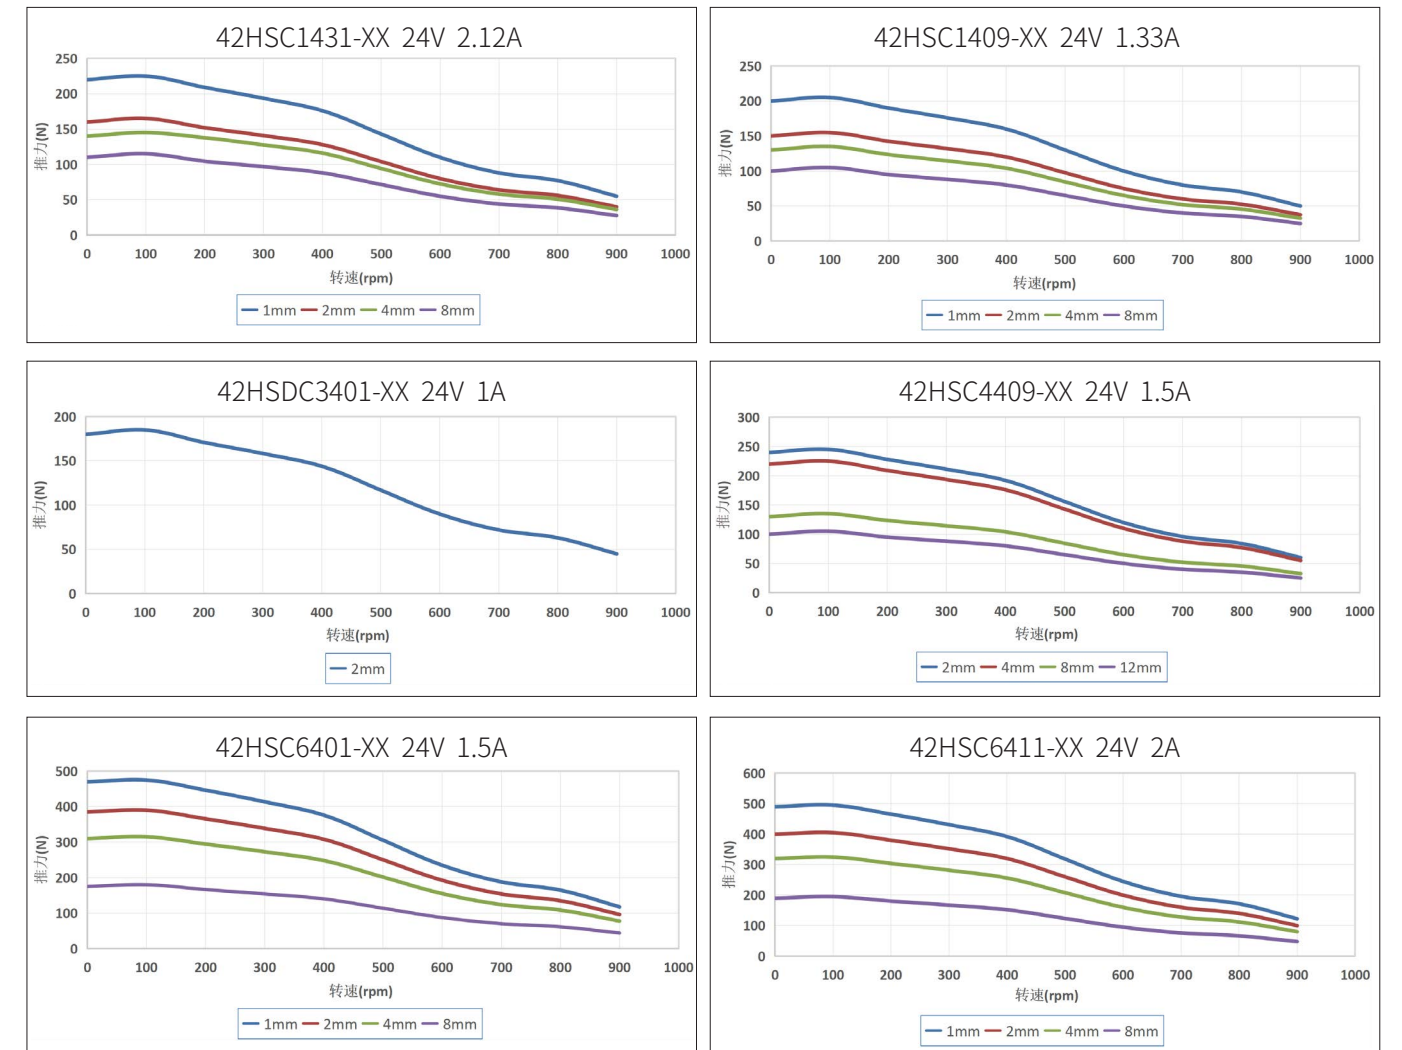 42HSC1431-XX 24V 2.12A
250
200
150
100
50
0
推力(N)
0 100 200 300 400 500 600 700 800 900 1000
转速(rpm)
1mm 2mm 4mm 8mm
42HSC1409-XX 24V 1.33A
250
200
150
100
50
0
推力(N)
0 100 200 300 400 500 600 700 800 900 1000
转速(rpm)
1mm 2mm 4mm 8mm
42HSDC3401-XX 24V 1A
200
150
100
50
0
推力(N)
0 100 200 300 400 500 600 700 800 900 1000
转速(rpm)
2mm
42HSC4409-XX 24V 1.5A
300
250
200
150
100
50
0
推力(N)
0 100 200 300 400 500 600 700 800 900 1000
转速(rpm)
2mm 4mm 8mm 12mm
42HSC6401-XX 24V 1.5A
500
400
300
200
100
0
推力(N)
0 100 200 300 400 500 600 700 800 900 1000
转速(rpm)
1mm 2mm 4mm 8mm
42HSC6411-XX 24V 2A
600
500
400
300
200
100
0
推力(N)
0 100 200 300 400 500 600 700 800 900 1000
转速(rpm)
1mm 2mm 4mm 8mm